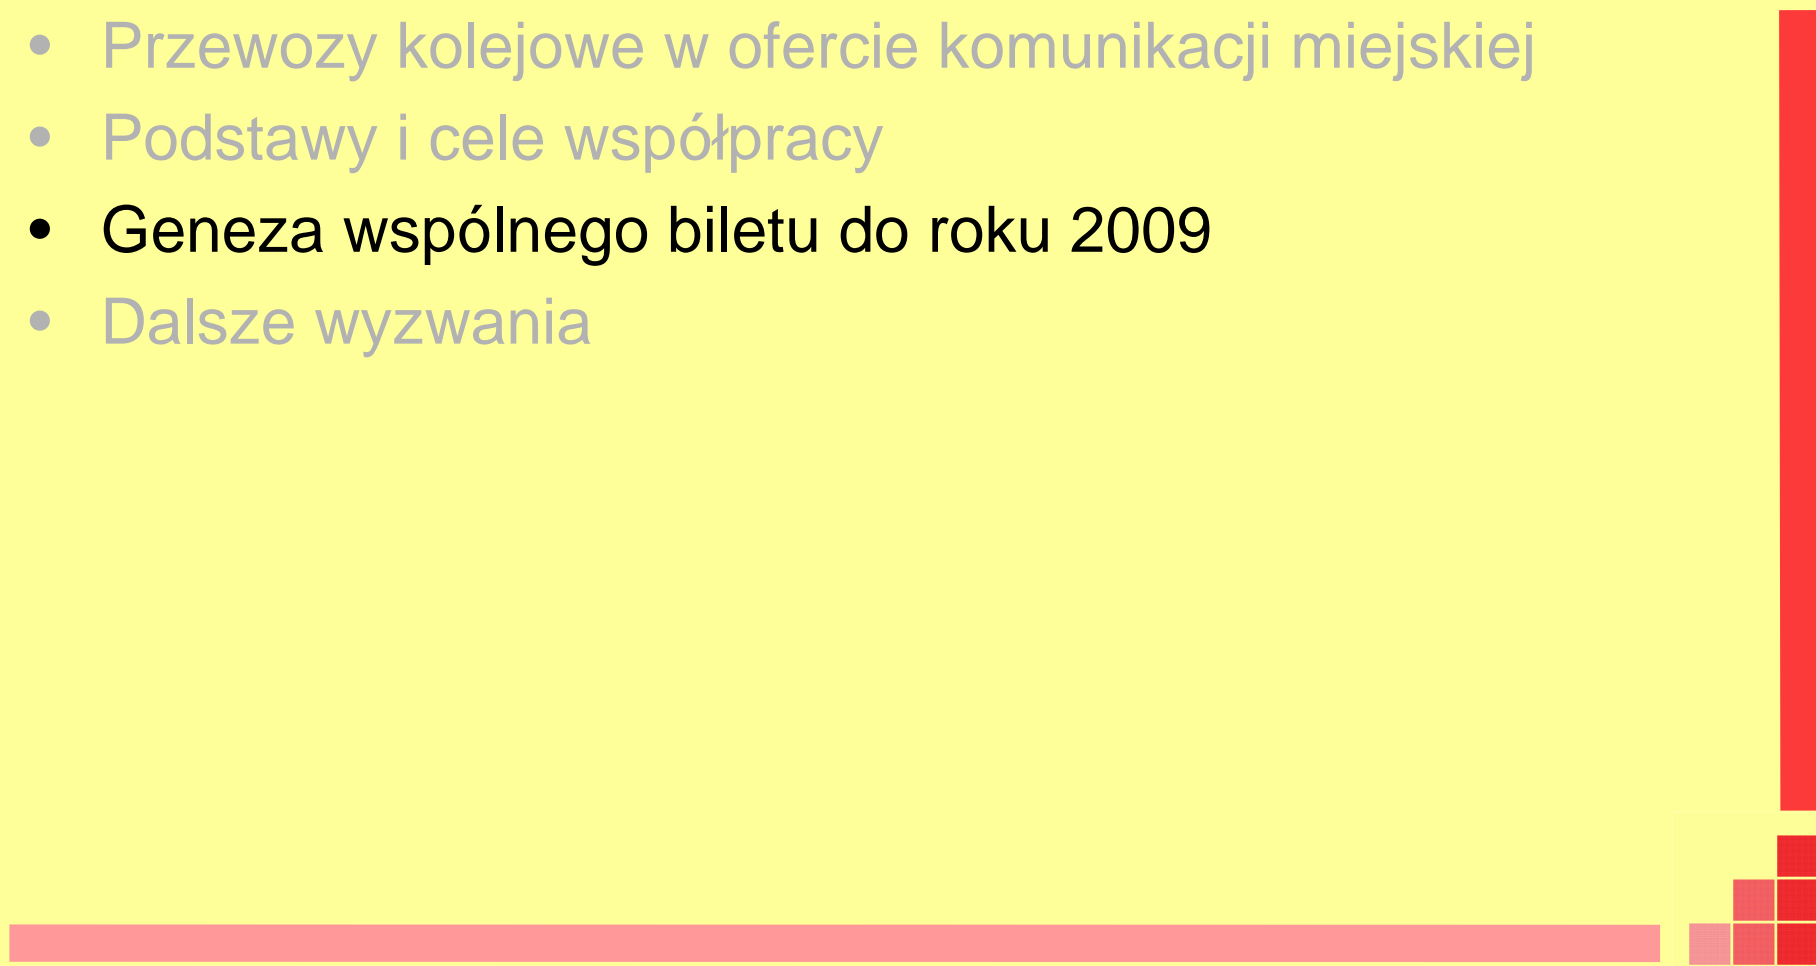 • Przewozy kolejowe w ofercie komunikacji miejskiej
• Podstawy i cele współpracy
• Geneza wspólnego biletu do roku 2009
• Dalsze wyzwania